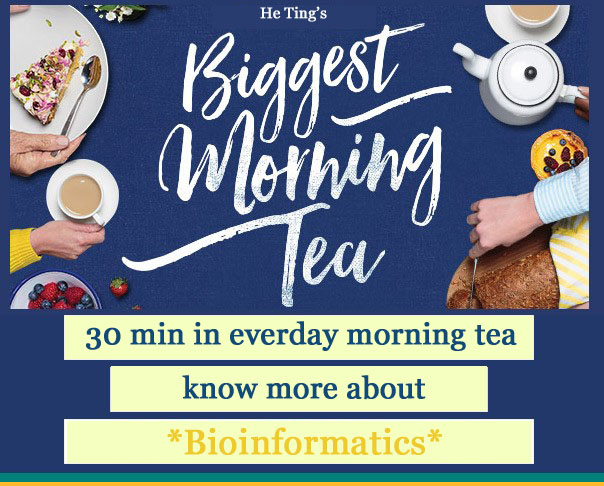 He Ting's
Biggest
Morning
Tea
30 min in everday morning tea
know more about
*Bioinformatics*